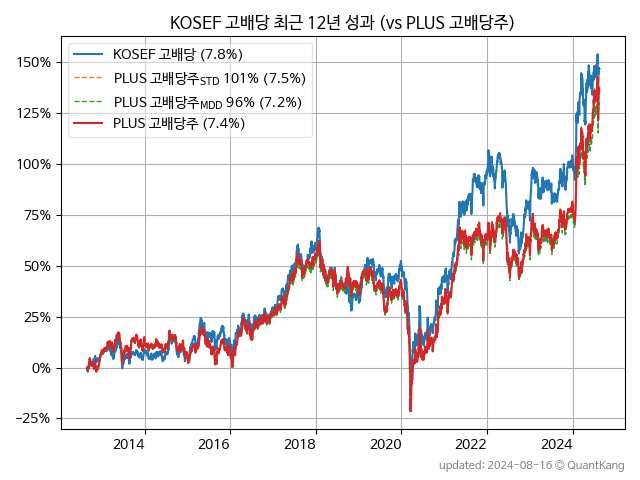 KOSEF 고배당 최근 12년 성과 (vs PLUS 고배당주)
KOSEF 고배당 (7.8%)
PLUS 고배당주STD 101% (7.5%)
PLUS 고배당주MDD 96% (7.2%)
PLUS 고배당주 (7.4%)
150%
125%
100%
75%
50%
25%
0%
−25%
2014 2016 2018 2020 2022 2024
updated: 2024-08-16 © QuantKang